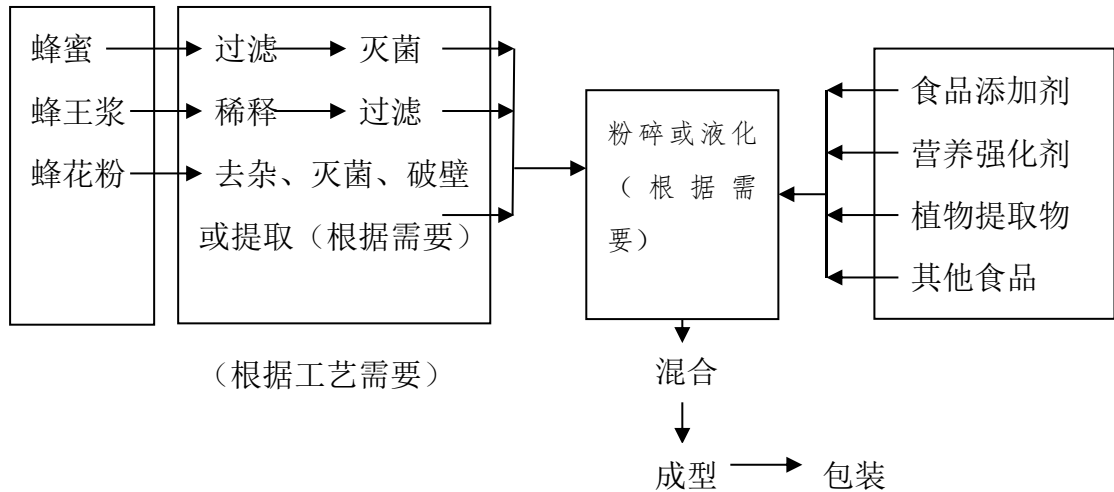 蜂蜜
过滤
灭菌
蜂王浆
稀释
过滤
蜂花粉
去杂、灭菌、破壁
或提取（根据需要）
（根据工艺需要）
粉碎或液化
（根据需
要）
食品添加剂
营养强化剂
植物提取物
其他食品
混合
成型
包装